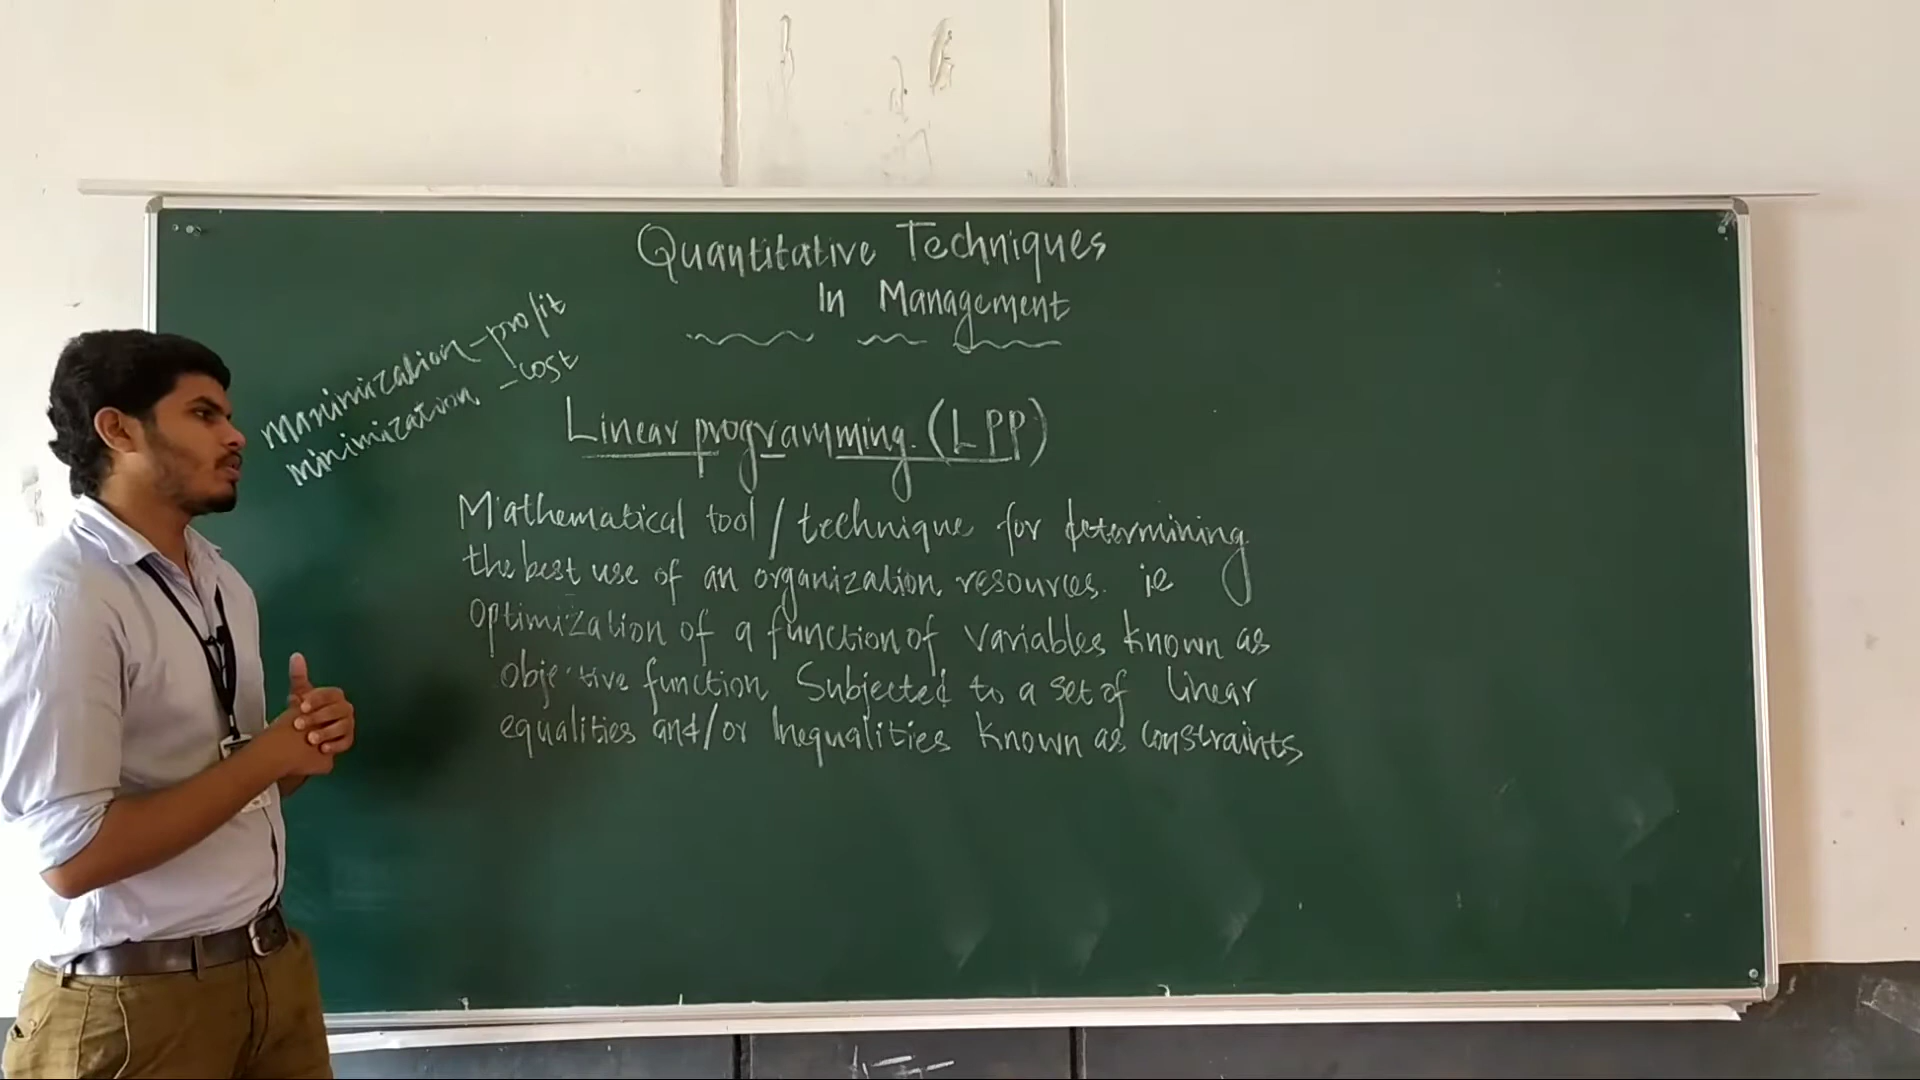 Quantitative Techniques
In Management
Maximization - profit
minimization - cost
Linear programming. (LPP)
Mathematical tool / technique for determining
the best use of an organization resources. ie
Optimization of a function of variables known as
Objective function Subjected to a set of linear
equalities and/or Inequalities known as constraints